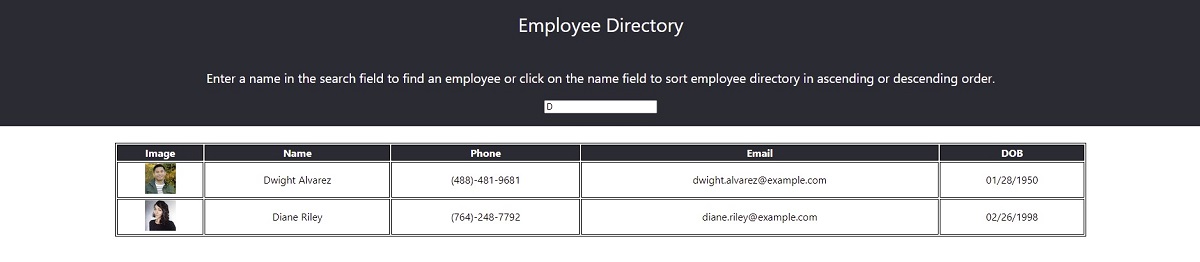 Employee Directory
Enter a name in the search field to find an employee or click on the name field to sort employee directory in ascending or descending order.
D
Image Name Phone Email DOB
Dwight Alvarez (488)-481-9681 dwight.alvarez@example.com 01/28/1950
Diane Riley (764)-248-7792 diane.riley@example.com 02/26/1998